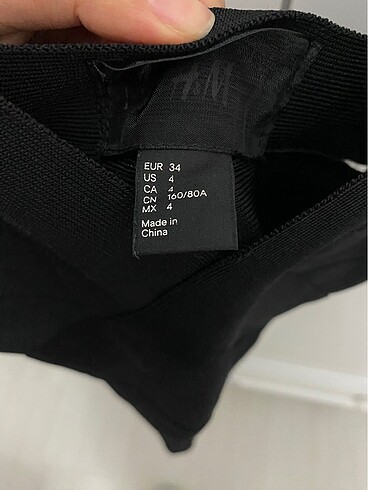 H&M
EUR 34
US 4
CA 4
CN 160/80A
MX 4
Made in
China